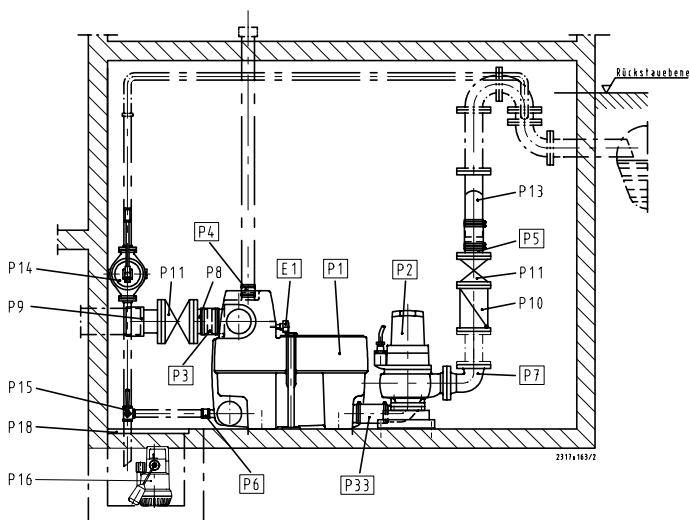 Rückstauebene
P13
P4
P5
P14
P11
P8
E1
P1
P2
P11
P9
P10
P3
P7
P15
P18
2317a163/2
P16
P6
P33